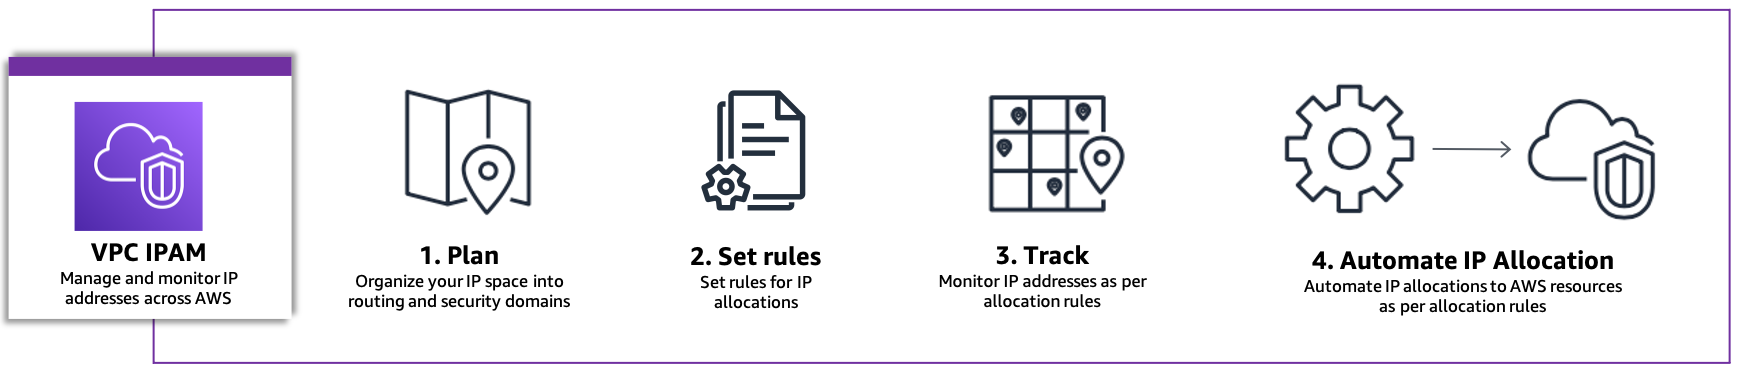 VPC IPAM
Manage and monitor IP
addresses across AWS
1. Plan
Organize your IP space into
routing and security domains
2. Set rules
Set rules for IP
allocations
3. Track
Monitor IP addresses as per
allocation rules
4. Automate IP Allocation
Automate IP allocations to AWS resources
as per allocation rules